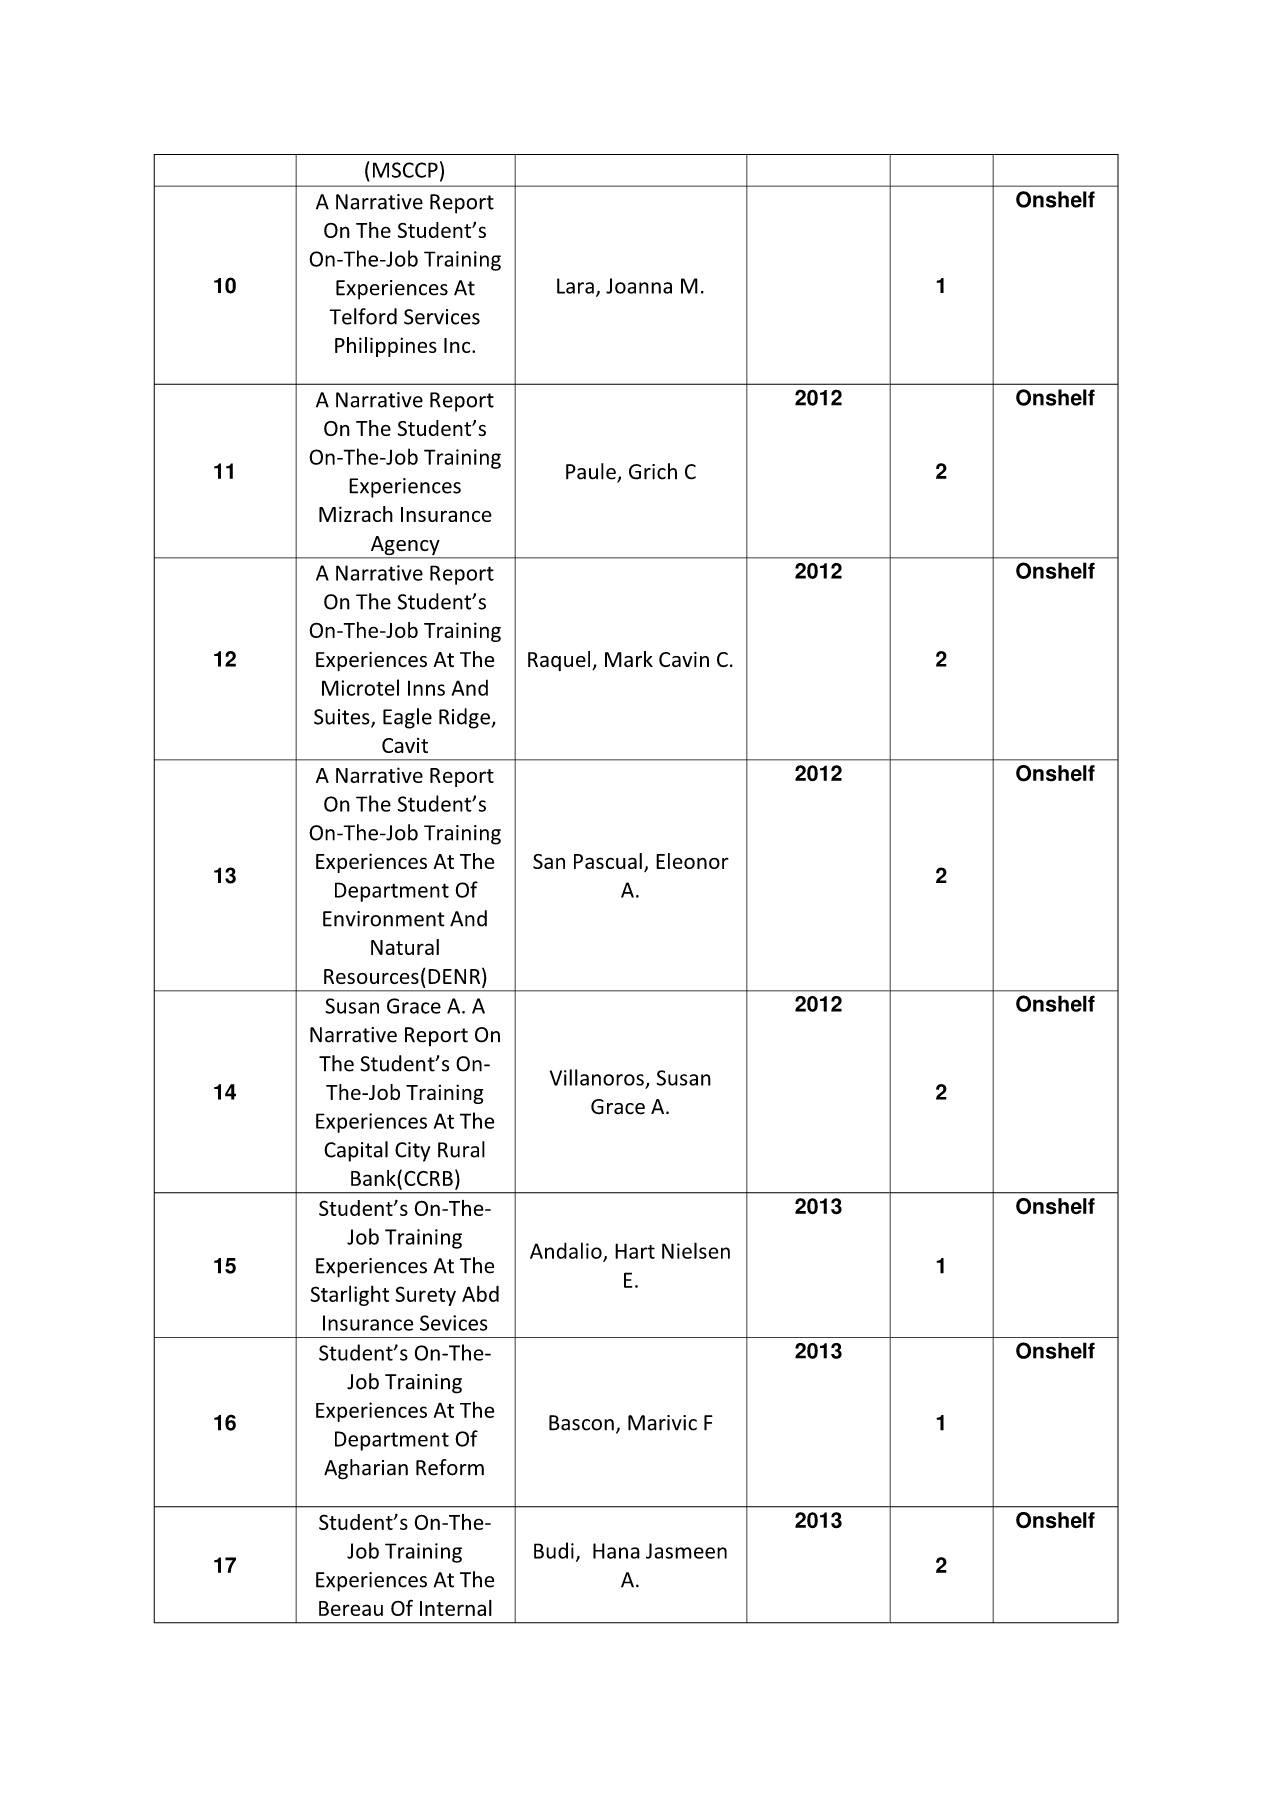 (MSCCP)
10
A Narrative Report
On The Student’s
On-The-Job Training
Experiences At
Telford Services
Philippines Inc.
Lara, Joanna M.
1
Onshelf
11
A Narrative Report
On The Student’s
On-The-Job Training
Experiences
Mizrach Insurance
Agency
Paule, Grich C
2012
2
Onshelf
12
A Narrative Report
On The Student’s
On-The-Job Training
Experiences At The
Microtel Inns And
Suites, Eagle Ridge,
Cavit
Raquel, Mark Cavin C.
2012
2
Onshelf
13
A Narrative Report
On The Student’s
On-The-Job Training
Experiences At The
Department Of
Environment And
Natural
Resources(DENR)
San Pascual, Eleonor
A.
2012
2
Onshelf
14
Susan Grace A. A
Narrative Report On
The Student’s On-
The-Job Training
Experiences At The
Capital City Rural
Bank(CCRB)
Villanoros, Susan
Grace A.
2012
2
Onshelf
15
Student’s On-The-
Job Training
Experiences At The
Starlight Surety Abd
Insurance Sevices
Andalio, Hart Nielsen
E.
2013
1
Onshelf
16
Student’s On-The-
Job Training
Experiences At The
Department Of
Agharian Reform
Bascon, Marivic F
2013
1
Onshelf
17
Student’s On-The-
Job Training
Experiences At The
Bereau Of Internal
Budi,  Hana Jasmeen
A.
2013
2
Onshelf